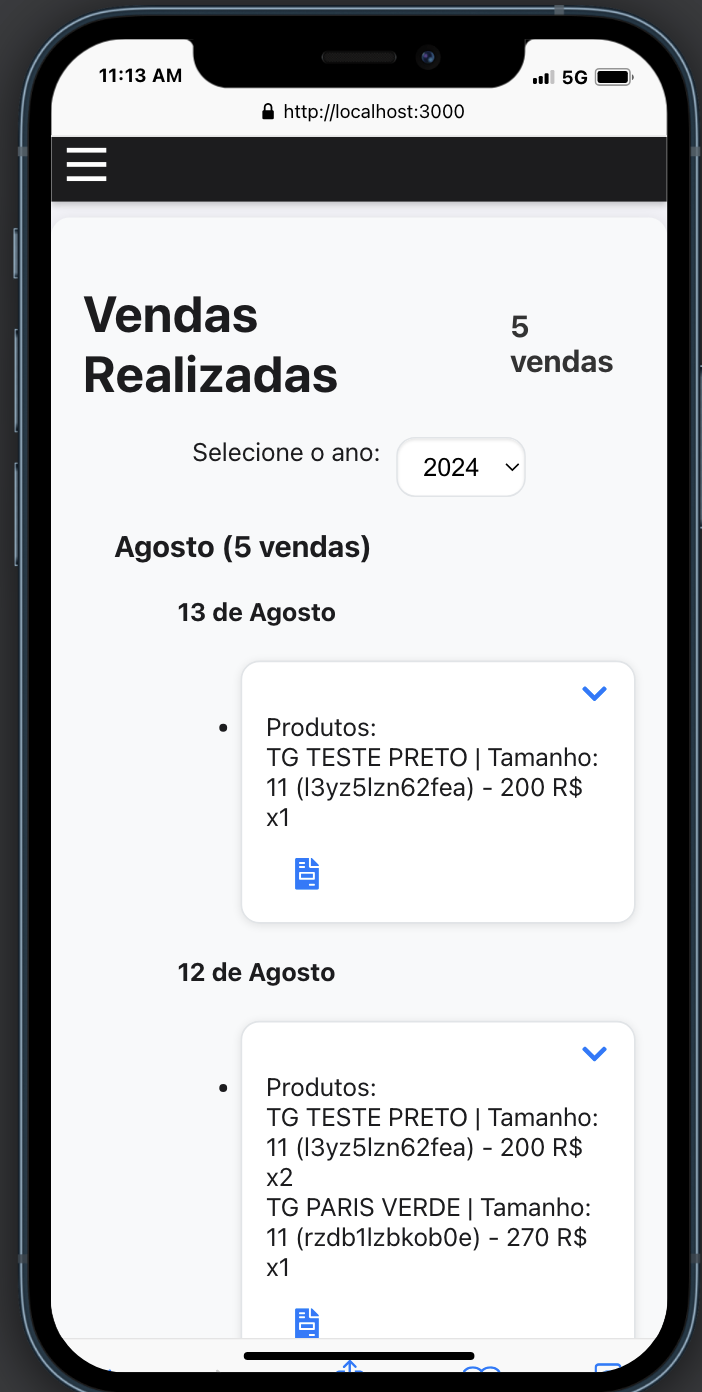 11:13 AM
5G
http://localhost:3000
Vendas
Realizadas
5
vendas
Selecione o ano:
2024
Agosto (5 vendas)
13 de Agosto
Produtos:
TG TESTE PRETO | Tamanho:
11 (l3yz5lzn62fea) - 200 R$
x1
12 de Agosto
Produtos:
TG TESTE PRETO | Tamanho:
11 (l3yz5lzn62fea) - 200 R$
x2
TG PARIS VERDE | Tamanho:
11 (rzdb1lzbkob0e) - 270 R$
x1